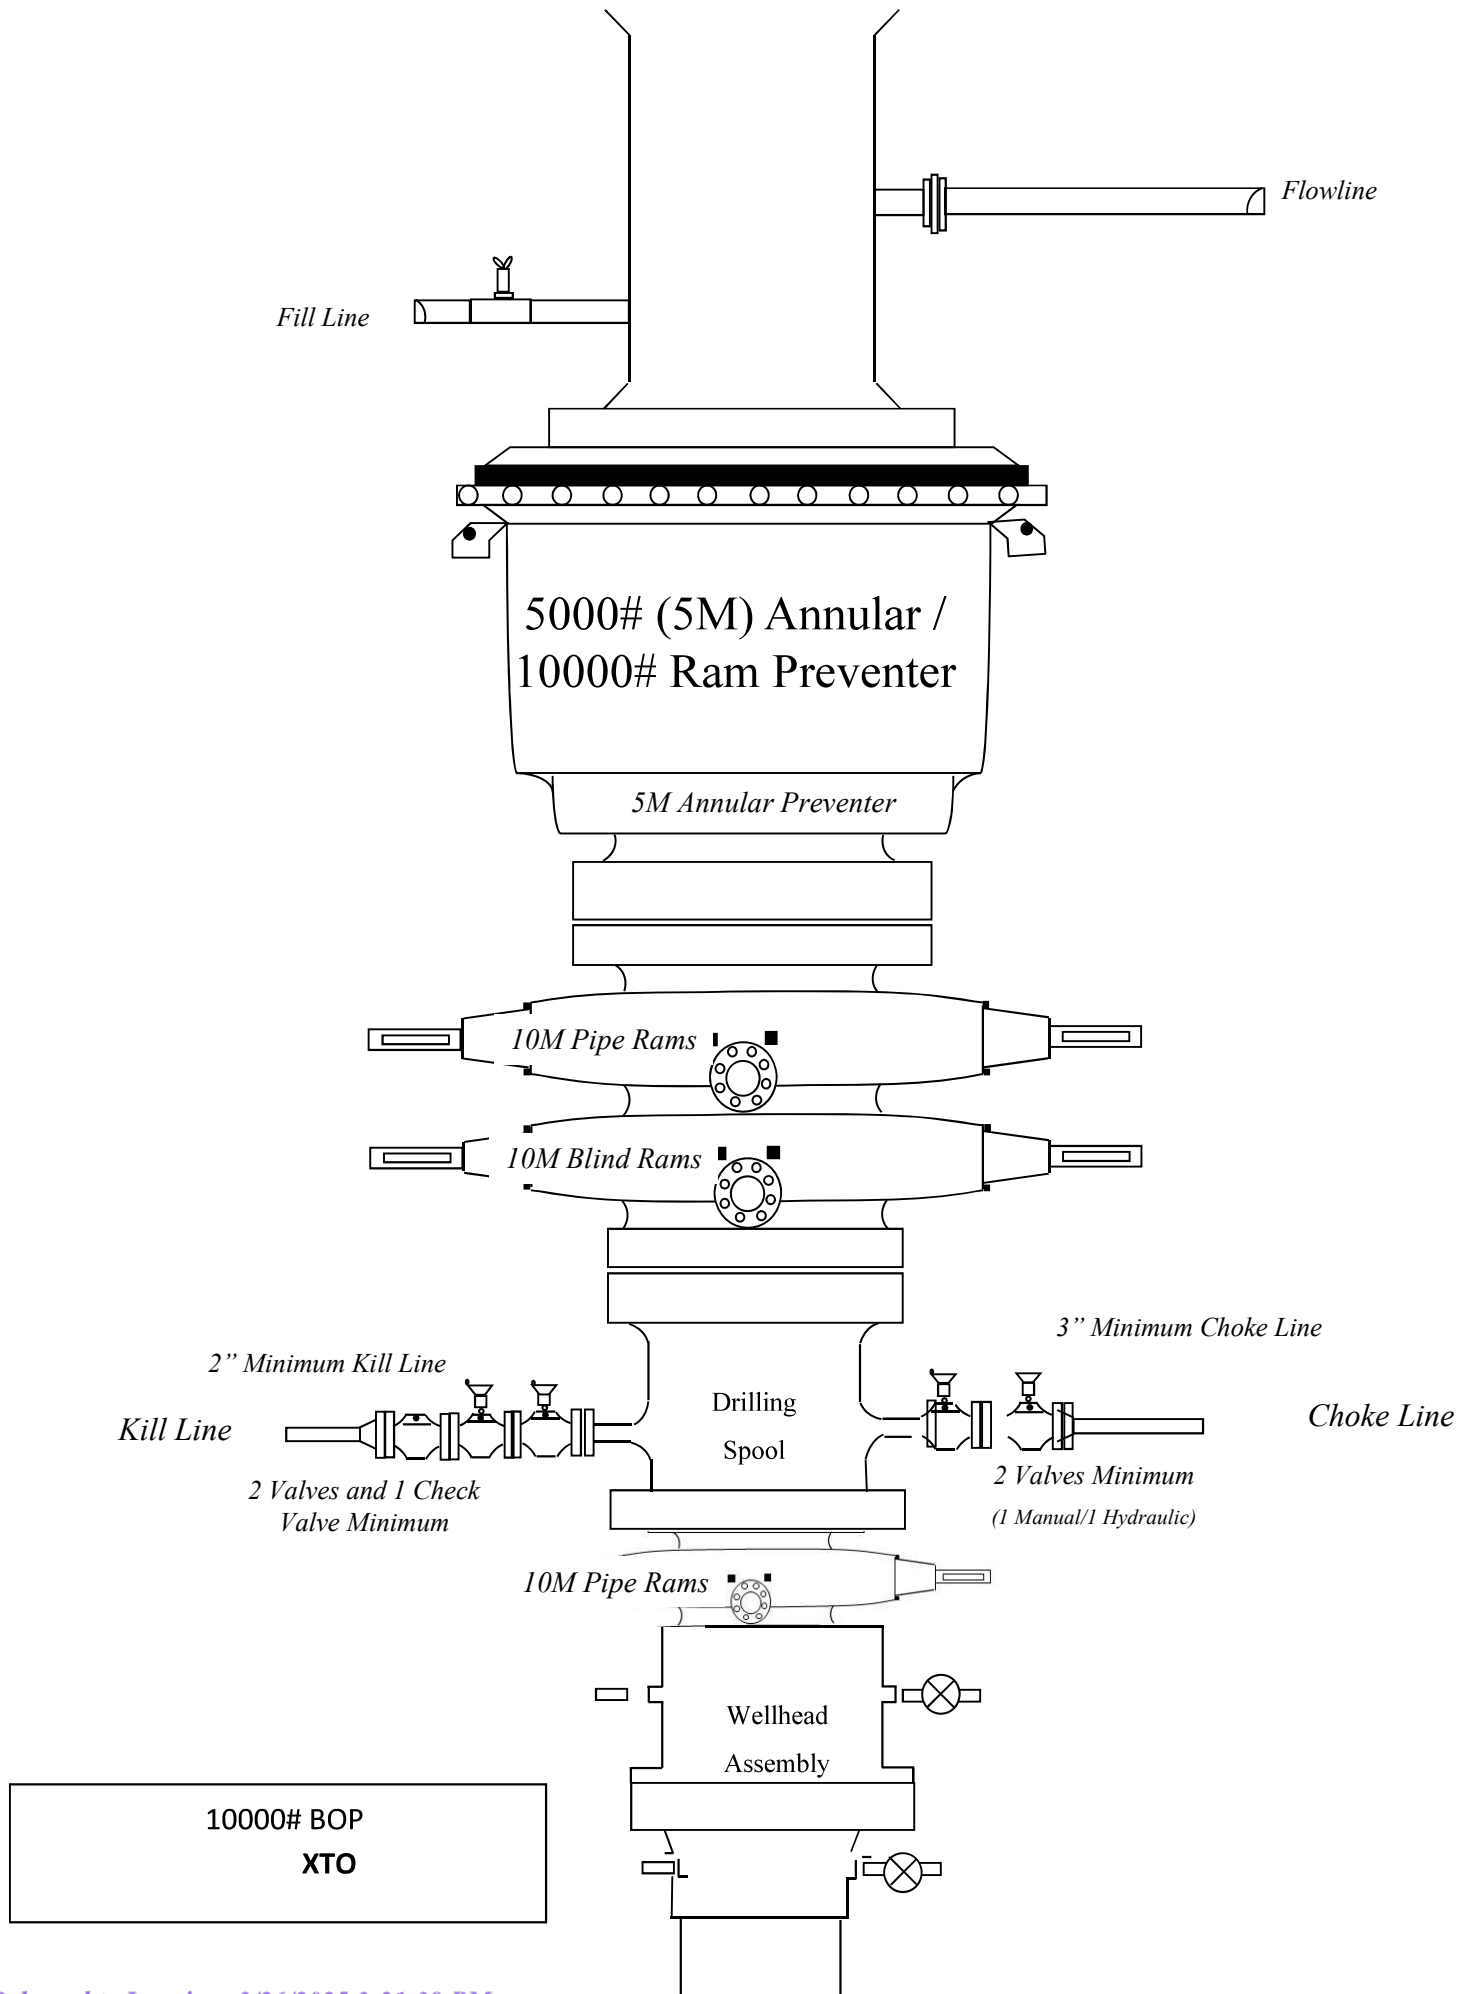 Flowline
Fill Line
5000# (5M) Annular /
10000# Ram Preventer
5M Annular Preventer
10M Pipe Rams
10M Blind Rams
3” Minimum Choke Line
2” Minimum Kill Line
Drilling
Spool
Kill Line
Choke Line
2 Valves and 1 Check
Valve Minimum
2 Valves Minimum
(1 Manual/1 Hydraulic)
10M Pipe Rams
Wellhead
Assembly
10000# BOP
XTO